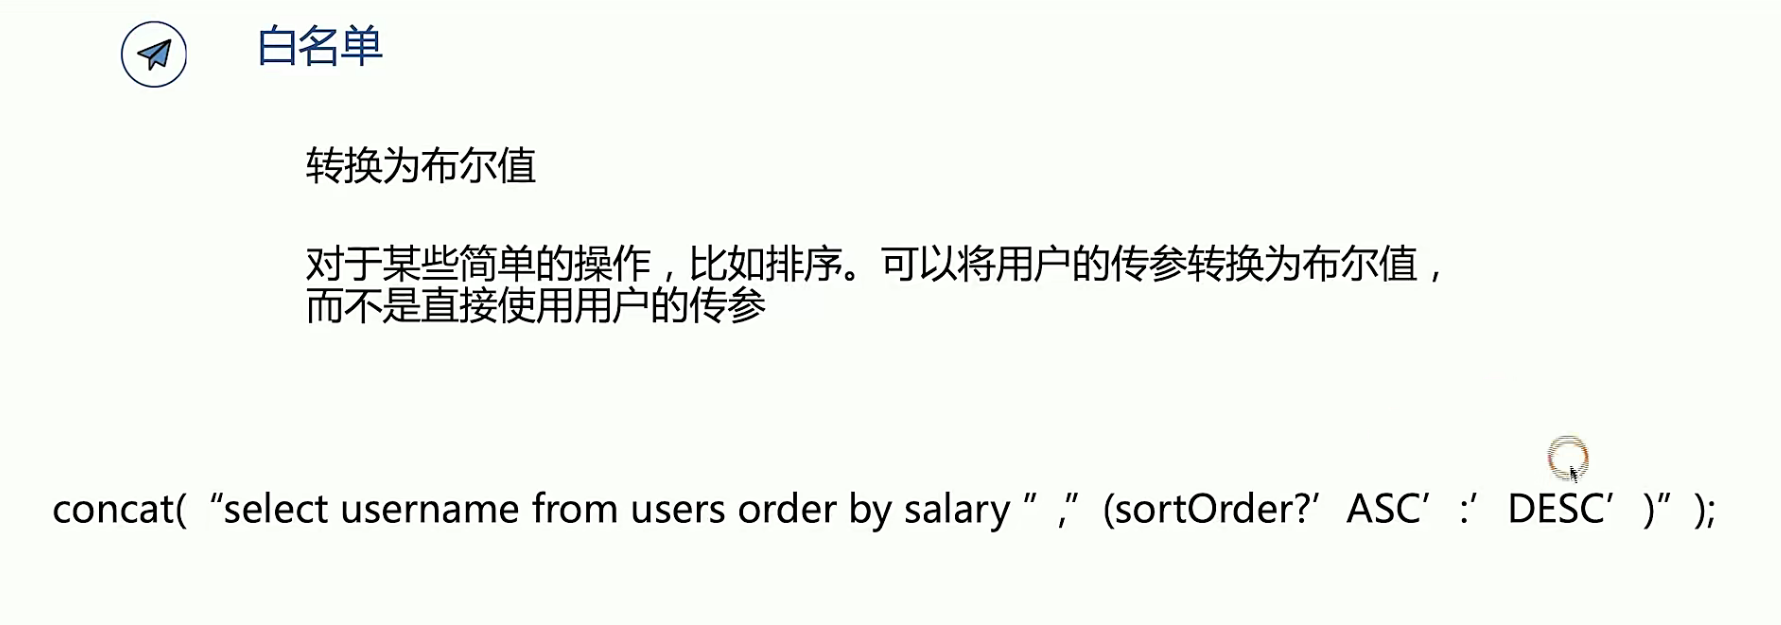 白名单
转换为布尔值
对于某些简单的操作，比如排序。可以将用户的传参转换为布尔值，
而不是直接使用用户的传参
concat( “select username from users order by salary ” ,” (sortOrder?’ ASC’ :’ DESC’ )” );